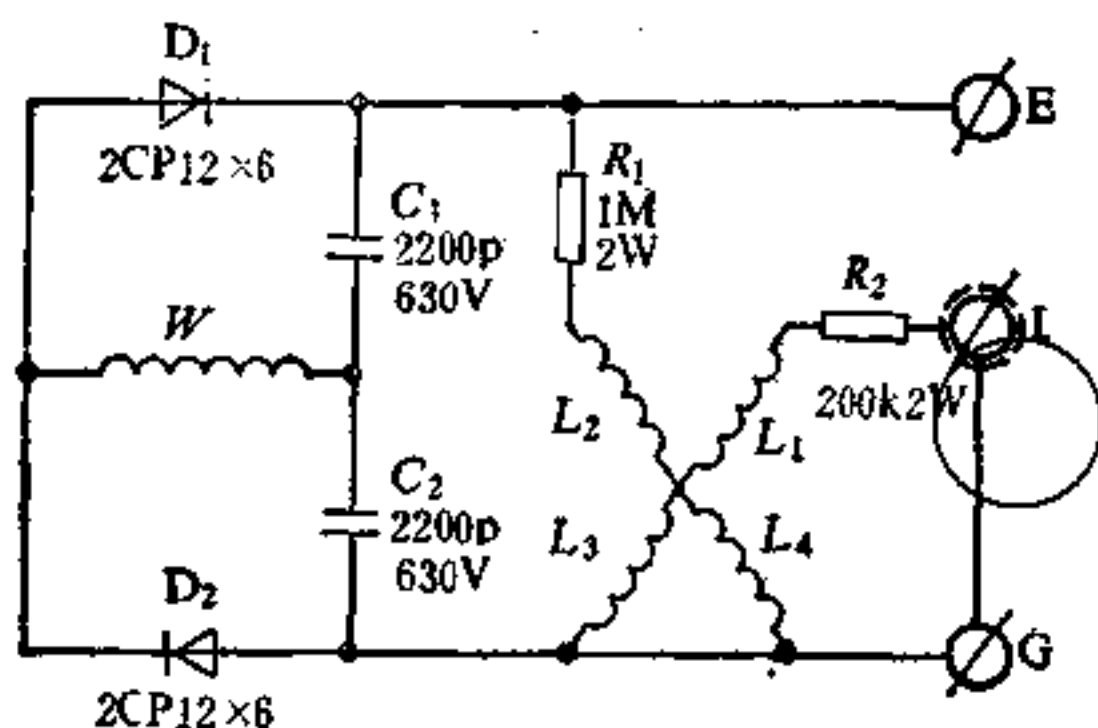 D₁
2CP12×6
E
R₁
1M
2W
C₁
2200p
630V
R₂
L
200k2W
W
L₂
L₁
C₂
2200p
630V
L₃
L₄
D₂
2CP12×6
G